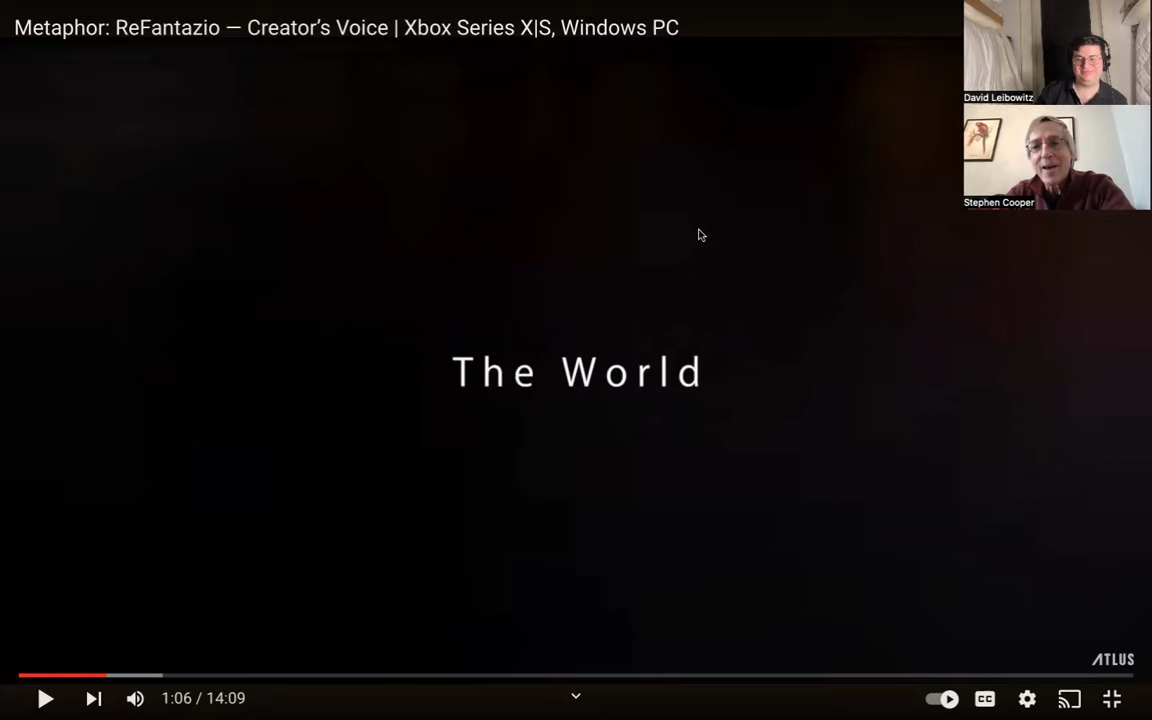 Metaphor: ReFantazio — Creator’s Voice | Xbox Series X|S, Windows PC
David Leibowitz
Stephen Cooper
The World
ATLUS
1:06 / 14:09
CC